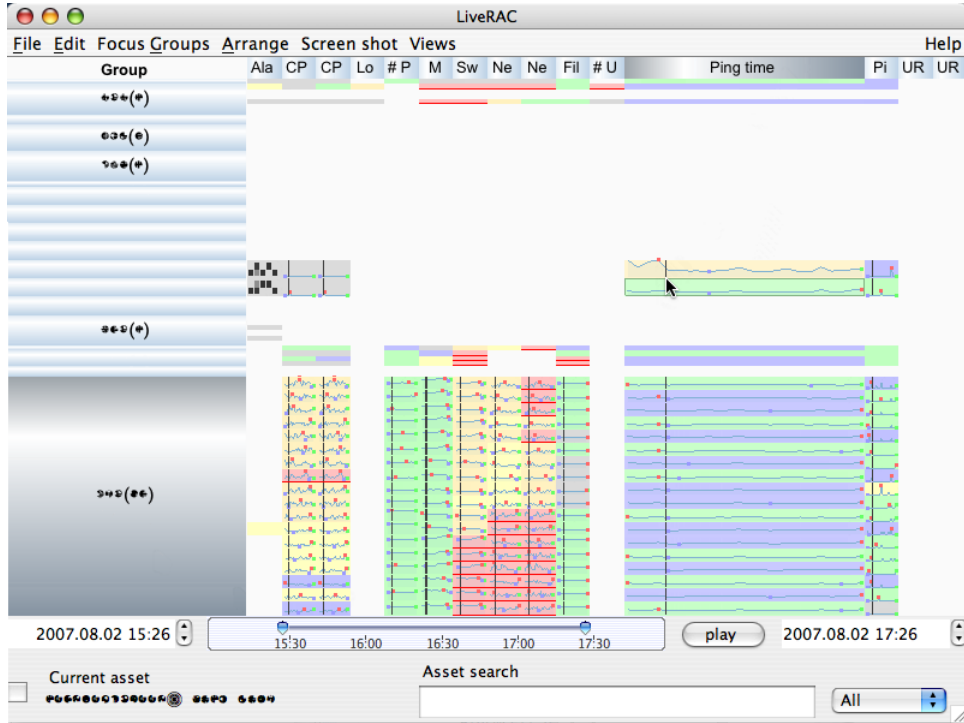 LiveRAC
File Edit Focus Groups Arrange Screen shot Views Help
Group Ala CP CP Lo # P M Sw Ne Ne Fil # U Ping time Pi UR UR
2007.08.02 15:26 15:30 16:00 16:30 17:00 17:30 play 2007.08.02 17:26
Current asset Asset search
All